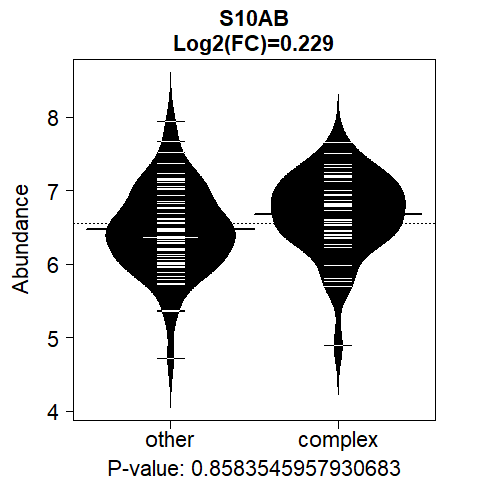 S10AB
Log2(FC)=0.229
Abundance
8
7
6
5
4
other complex
P-value: 0.8583545957930683